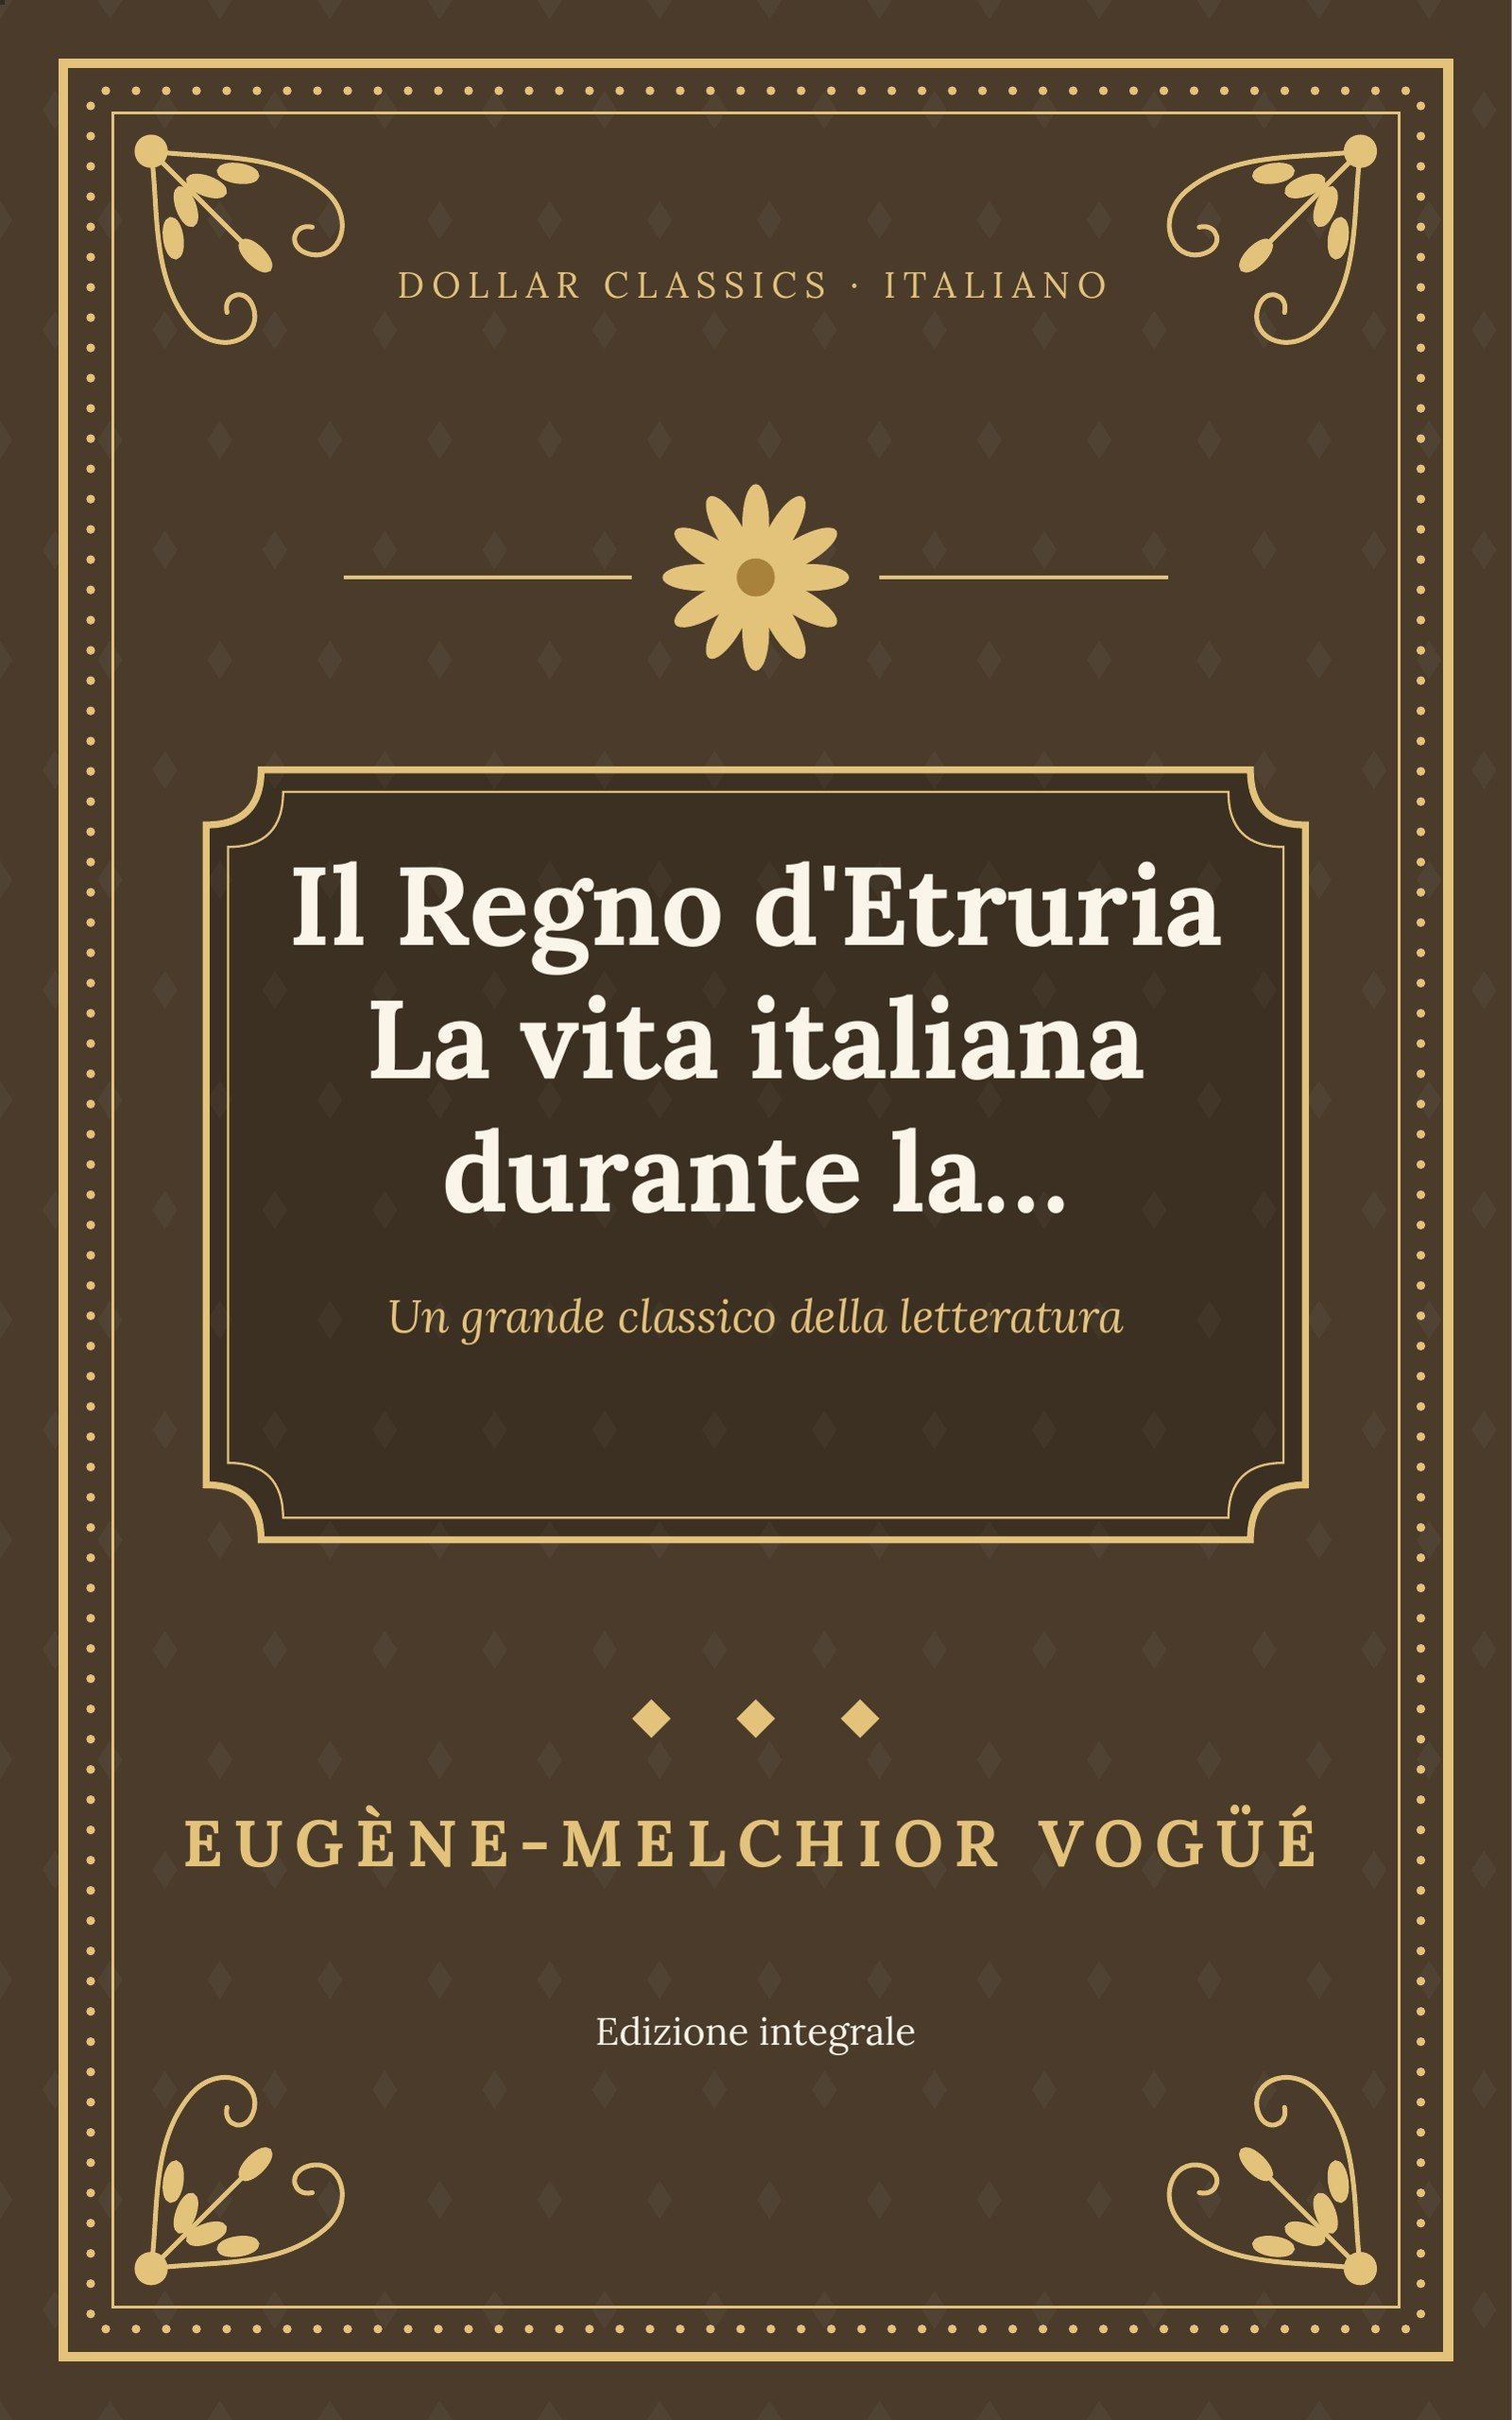 DOLLAR CLASSICS · ITALIANO
Il Regno d'Etruria
La vita italiana
durante la...
Un grande classico della letteratura
EUGÈNE-MELCHIOR VOGÜÉ
Edizione integrale